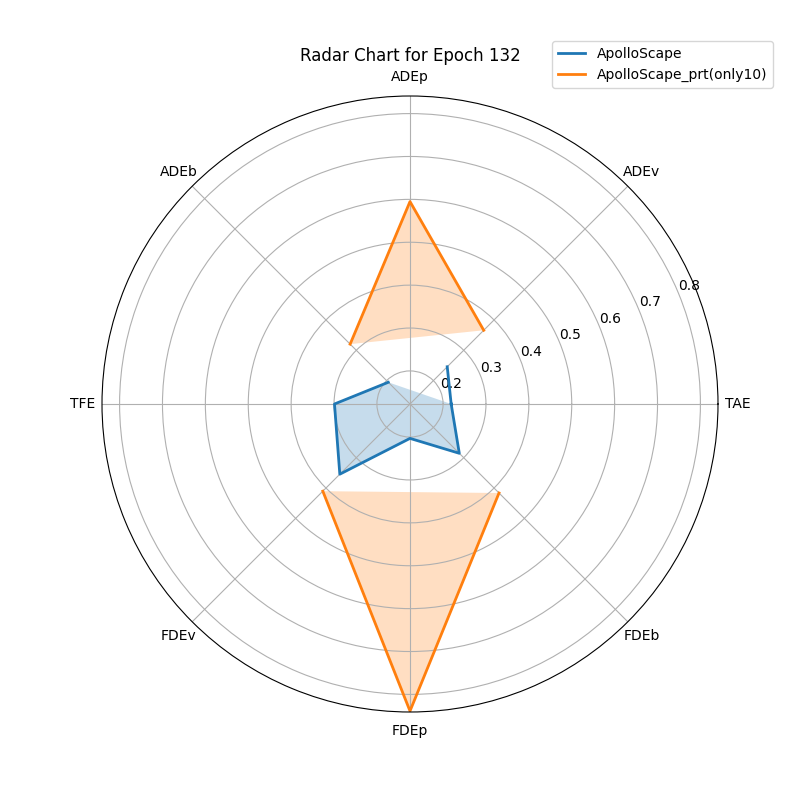 Radar Chart for Epoch 132
ApolloScape
ApolloScape_prt(only10)
ADEp
ADEb
ADEv
0.8
0.7
0.6
0.5
0.4
0.3
0.2
TFE
TAE
FDEv
FDEb
FDEp